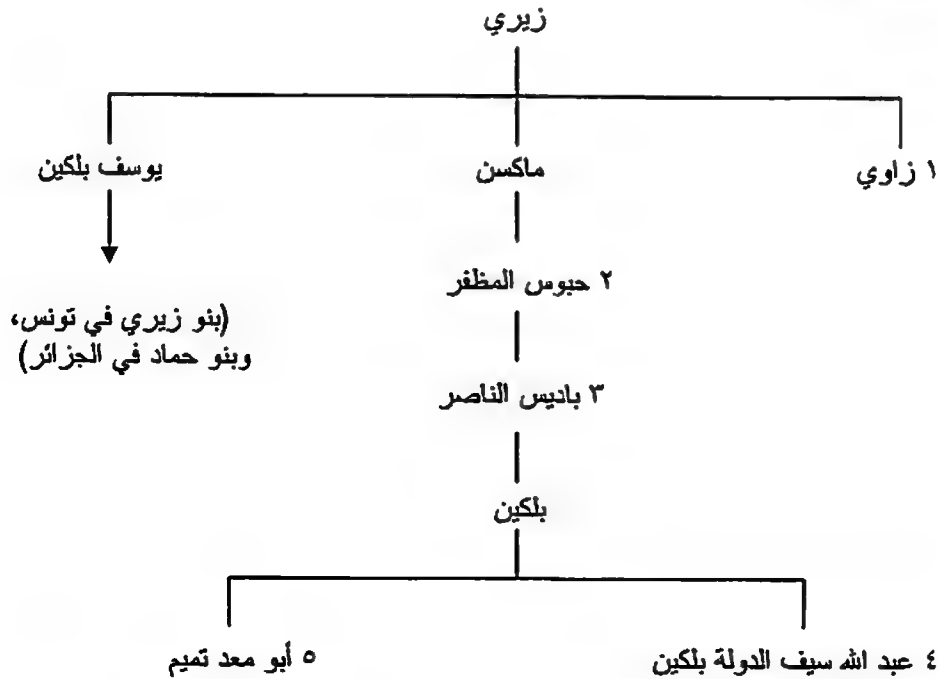 زيري
١ زاوي
ماكسن
يوسف بلكين
٢ حبوس المظفر
(بنو زيري في تونس،
وبنو حماد في الجزائر)
٣ باديس الناصر
بلكين
٤ عبد الله سيف الدولة بلكين
٥ أبو معد تميم